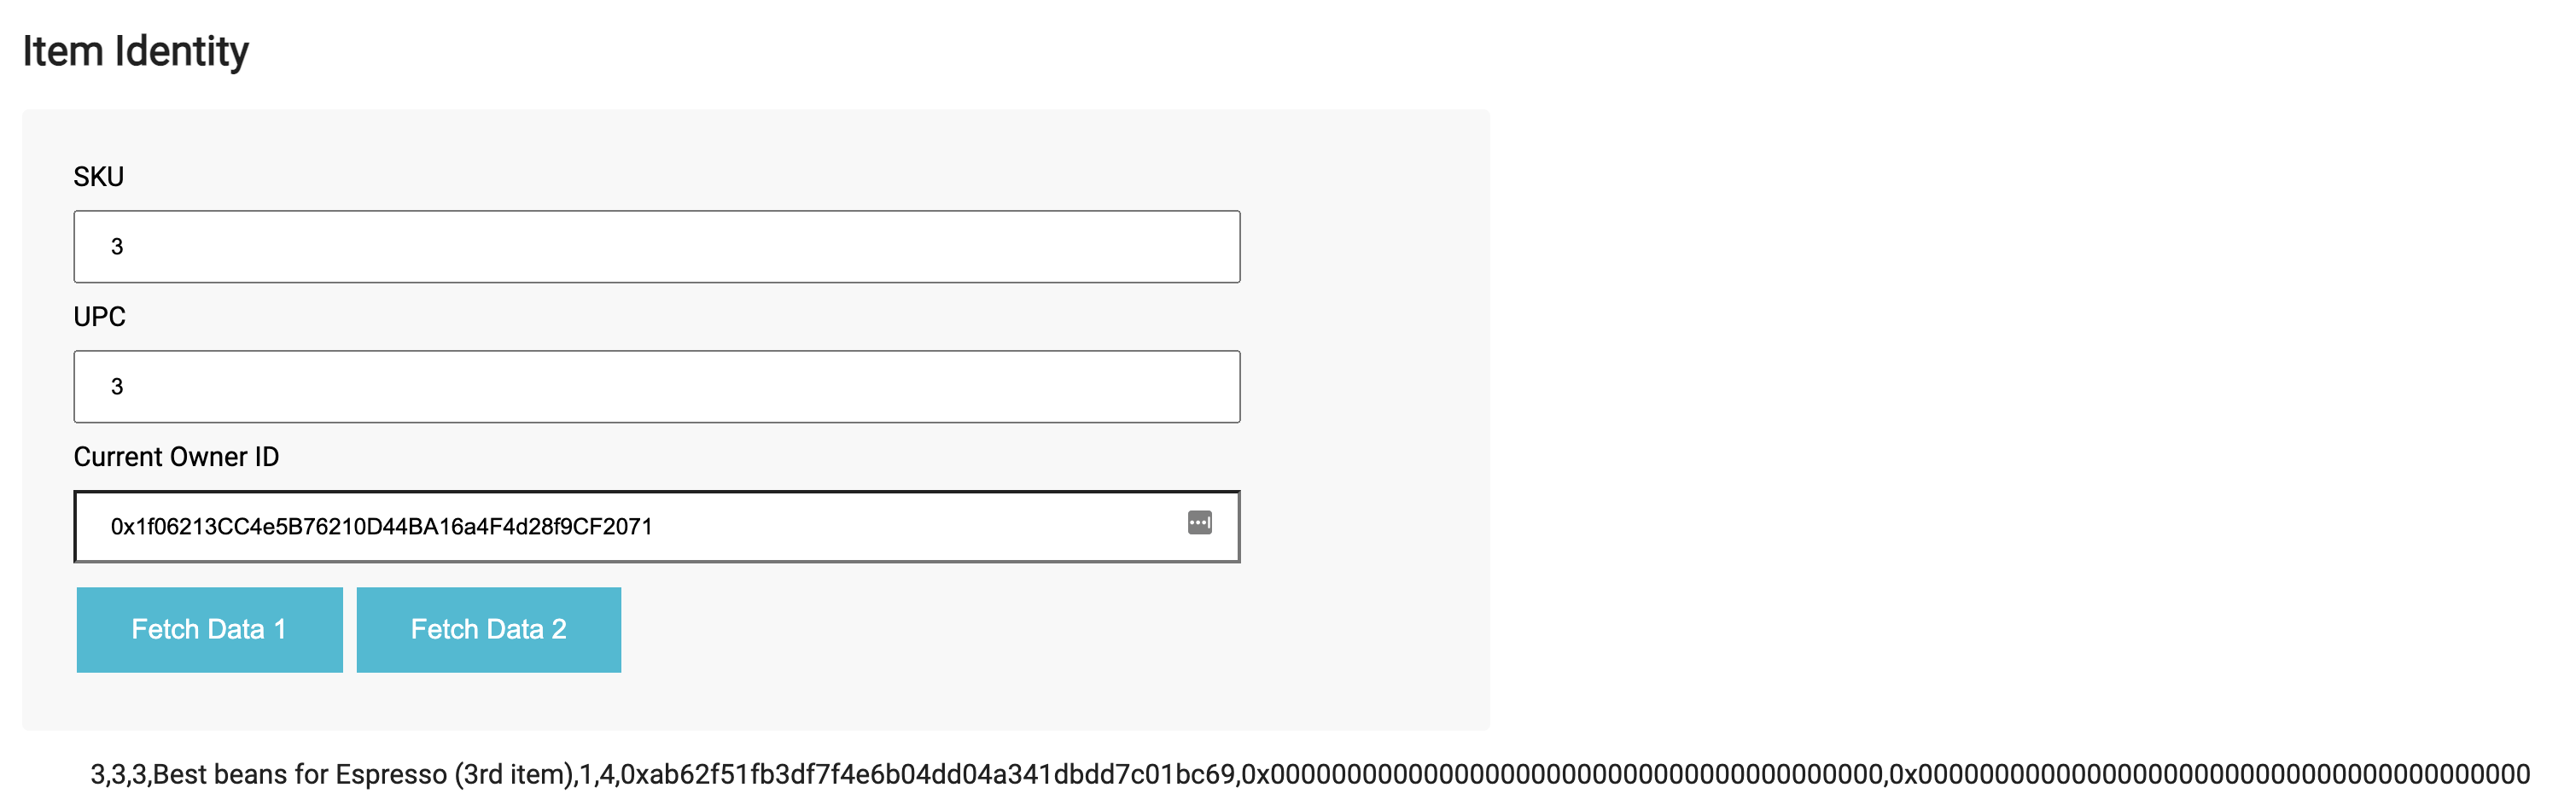 Item Identity
SKU
3
UPC
3
Current Owner ID
0x1f06213CC4e5B76210D44BA16a4F4d28f9CF2071
Fetch Data 1 Fetch Data 2
3,3,3,Best beans for Espresso (3rd item),1,4,0xab62f51fb3df7f4e6b04dd04a341dbdd7c01bc69,0x0000000000000000000000000000000000000000,0x0000000000000000000000000000000000000000